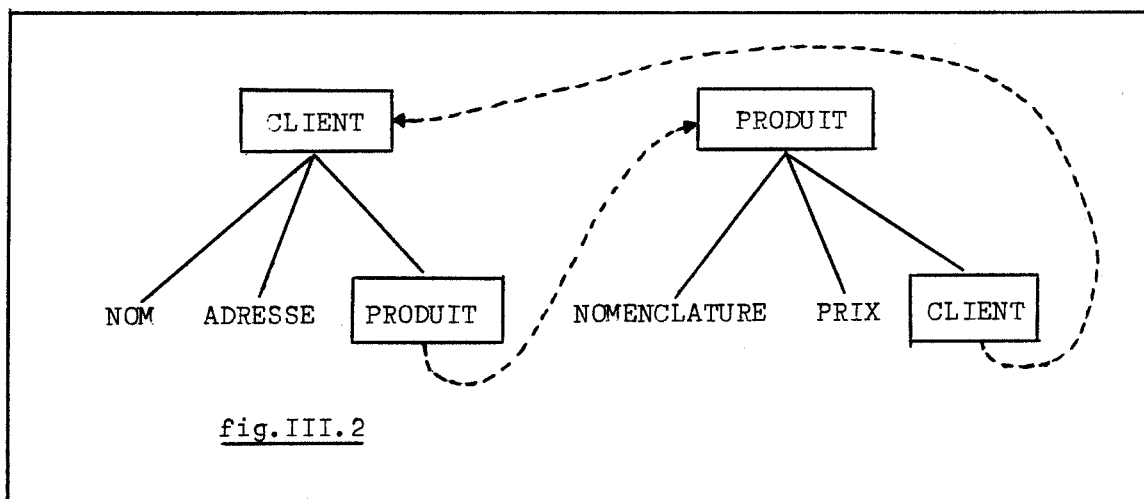 CLIENT PRODUIT
NOM ADRESSE PRODUIT NOMENCLATURE PRIX CLIENT
fig.III.2